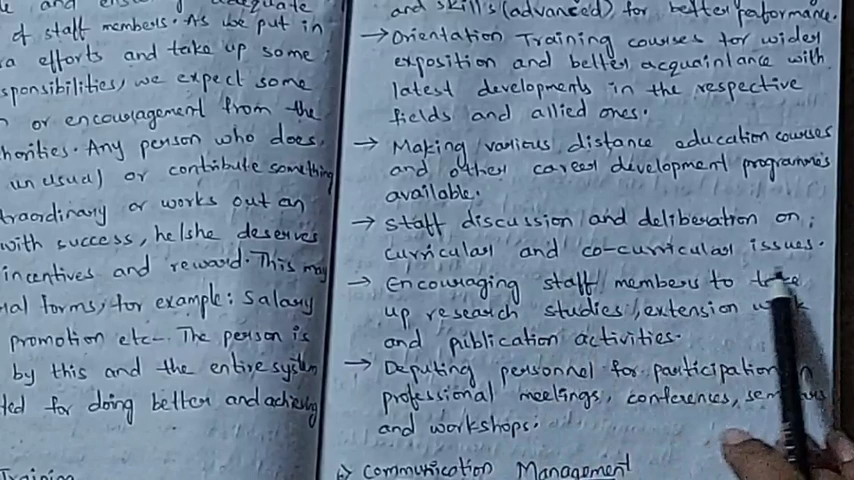 and
of staff members. As we put in
efforts and take up some
sponsibilities, we expect some
or encouragement from the
horities. Any person who does
unusual or contribute something
traordinary or works out an
with success, he/she deserves
incentives and reward. This may
for example: salary
promotion etc. The person is
by this and the entire system
ted for doing better and achieving
Training
and skills (advanced) for better performance.
→ Orientation Training courses for wider
exposition and better acquaintance with
latest developments in the respective
fields and allied ones.
→ Making various distance education courses
and other career development programmes
available.
→ Staff discussion and deliberation on
curricular and co-curricular issues.
→ Encouraging staff members to take
up research studies, extension
and publication activities.
→ Deputing personnel for participation
professional meetings, conferences,
and workshops.
Communication Management